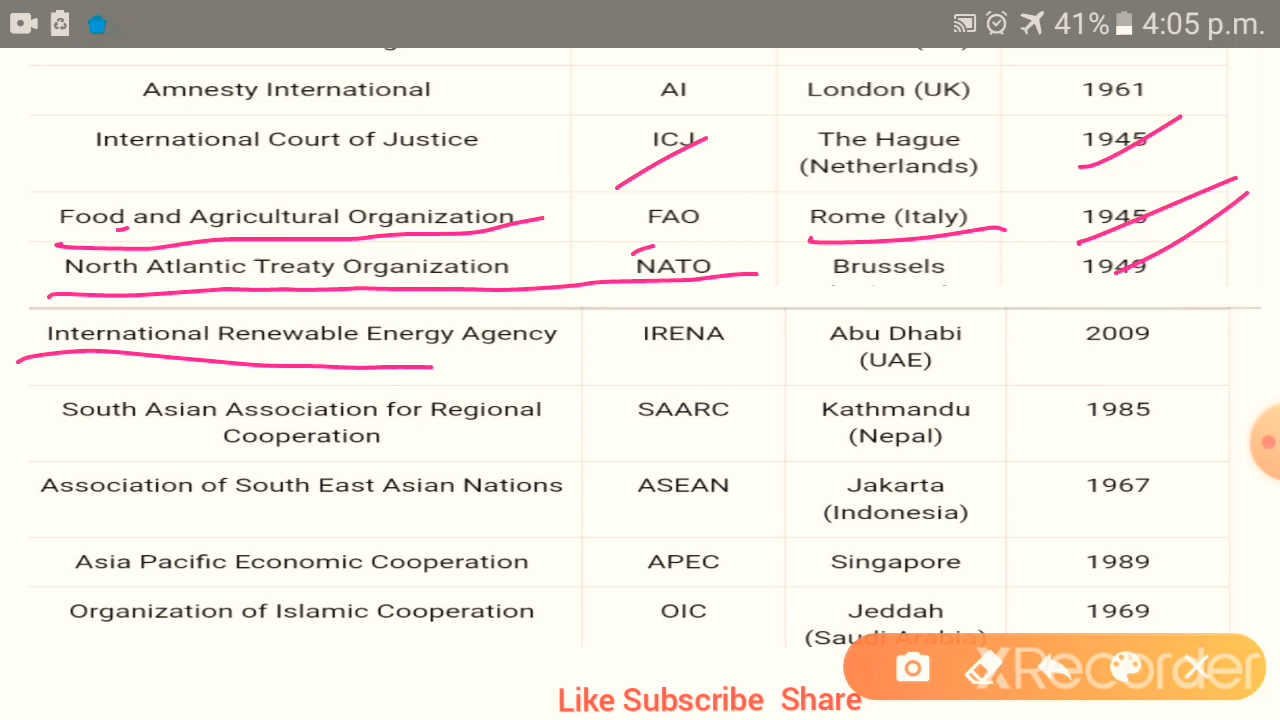 41% 4:05 p.m.
Amnesty International AI London (UK) 1961
International Court of Justice ICJ The Hague 1945
(Netherlands)
Food and Agricultural Organization FAO Rome (Italy) 1945
North Atlantic Treaty Organization NATO Brussels 1949
International Renewable Energy Agency IRENA Abu Dhabi 2009
(UAE)
South Asian Association for Regional SAARC Kathmandu 1985
Cooperation (Nepal)
Association of South East Asian Nations ASEAN Jakarta 1967
(Indonesia)
Asia Pacific Economic Cooperation APEC Singapore 1989
Organization of Islamic Cooperation OIC Jeddah 1969
(Saudi Arabia)
XRecorder
Like Subscribe Share